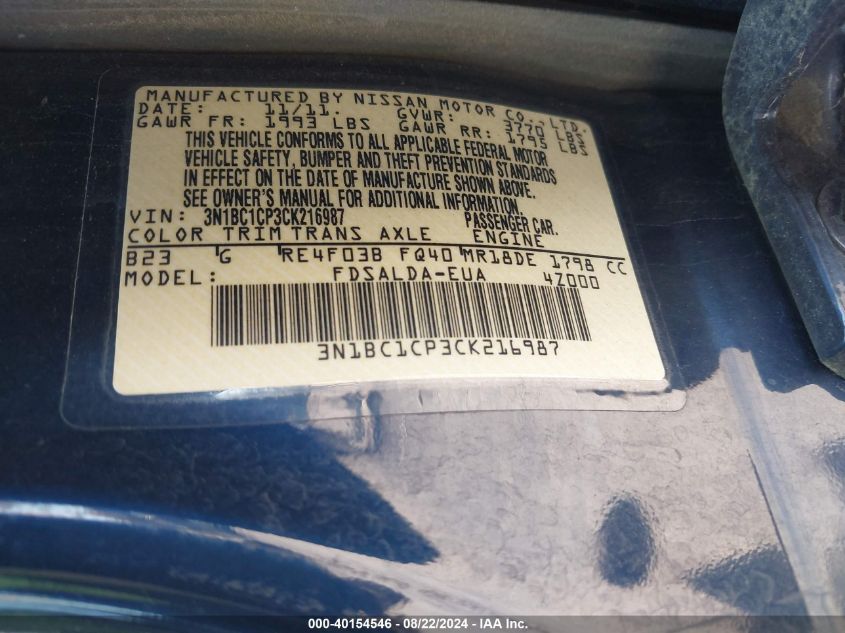 MANUFACTURED BY NISSAN MOTOR CO., LTD.
DATE: 11/11. GVWR: 3770 LBS
GAWR FR: 1993 LBS GAWR RR: 1795 LBS
THIS VEHICLE CONFORMS TO ALL APPLICABLE FEDERAL MOTOR
VEHICLE SAFETY, BUMPER AND THEFT PREVENTION STANDARDS
IN EFFECT ON THE DATE OF MANUFACTURE SHOWN ABOVE.
SEE OWNER'S MANUAL FOR ADDITIONAL INFORMATION.
VIN: 3N1BC1CP3CK216987 PASSENGER CAR.
COLOR TRIM TRANS AXLE ENGINE
B23 G RE4F03B FQ40 MR18DE 1798 CC
MODEL: FDSALDA-EUA 4Z000
3N1BC1CP3CK216987
000-40154546 - 08/22/2024 - IAA Inc.